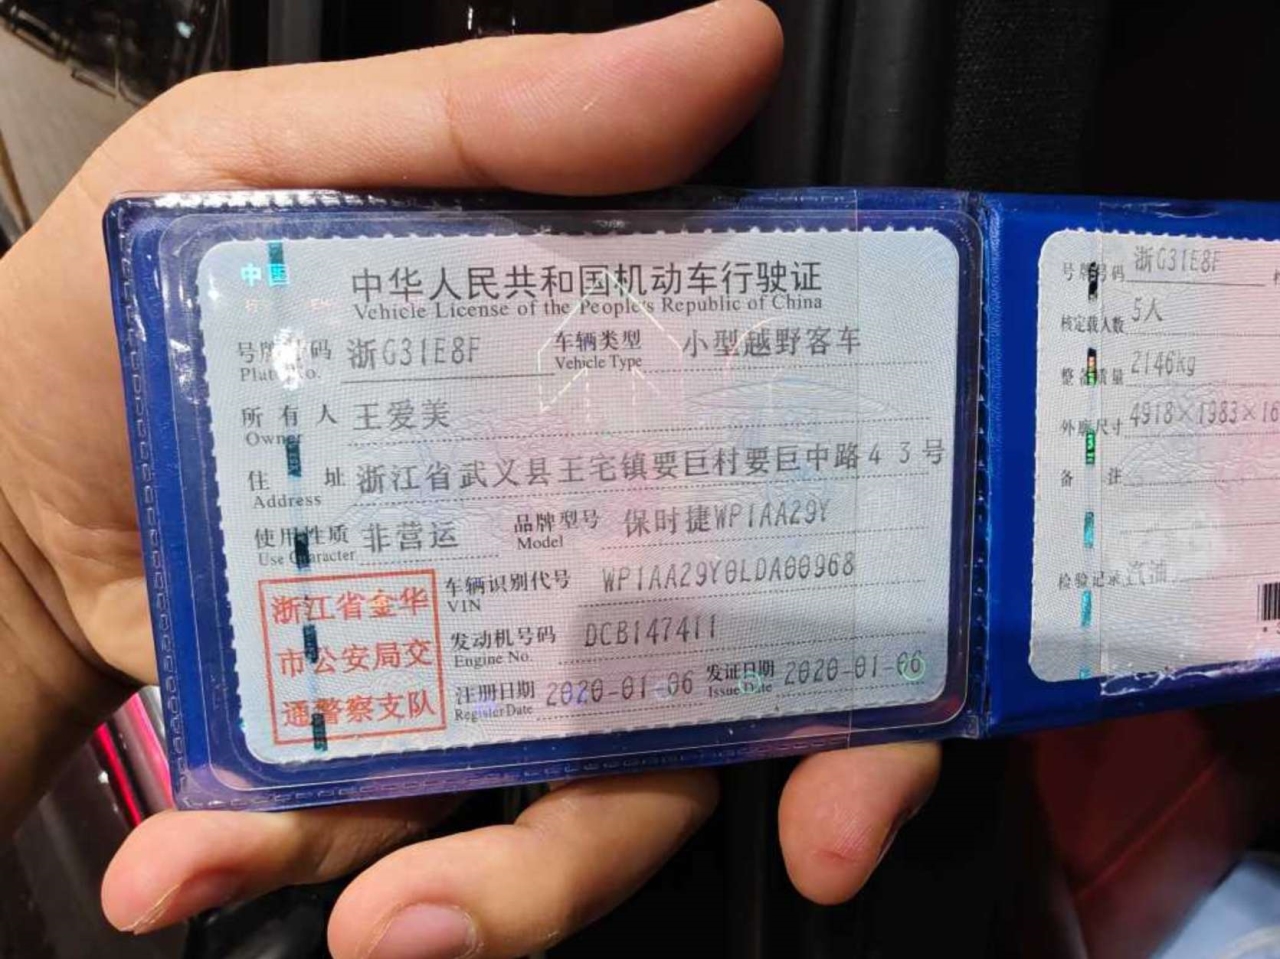 中国
中华人民共和国机动车行驶证
Vehicle License of the People's Republic of China
号牌号码 浙G31E8F 车辆类型 小型越野客车
Plate No. Vehicle Type
所有人 王爱美
Owner
住址 浙江省武义县王宅镇要巨村要巨中路43号
Address
使用性质 非营运 品牌型号 保时捷WP1AA29Y
Use Character Model
浙江省金华
市公安局交
通警察支队
车辆识别代号 WP1AA29Y0LDA00968
VIN
发动机号码 DCB147411
Engine No.
注册日期 2020-01-06 发证日期 2020-01-06
Register Date Issue Date
号牌号码 浙G31E8F
核定载人数 5人
整备质量 2146kg
外廓尺寸 4918×1983×16
备注
检验记录 汽油